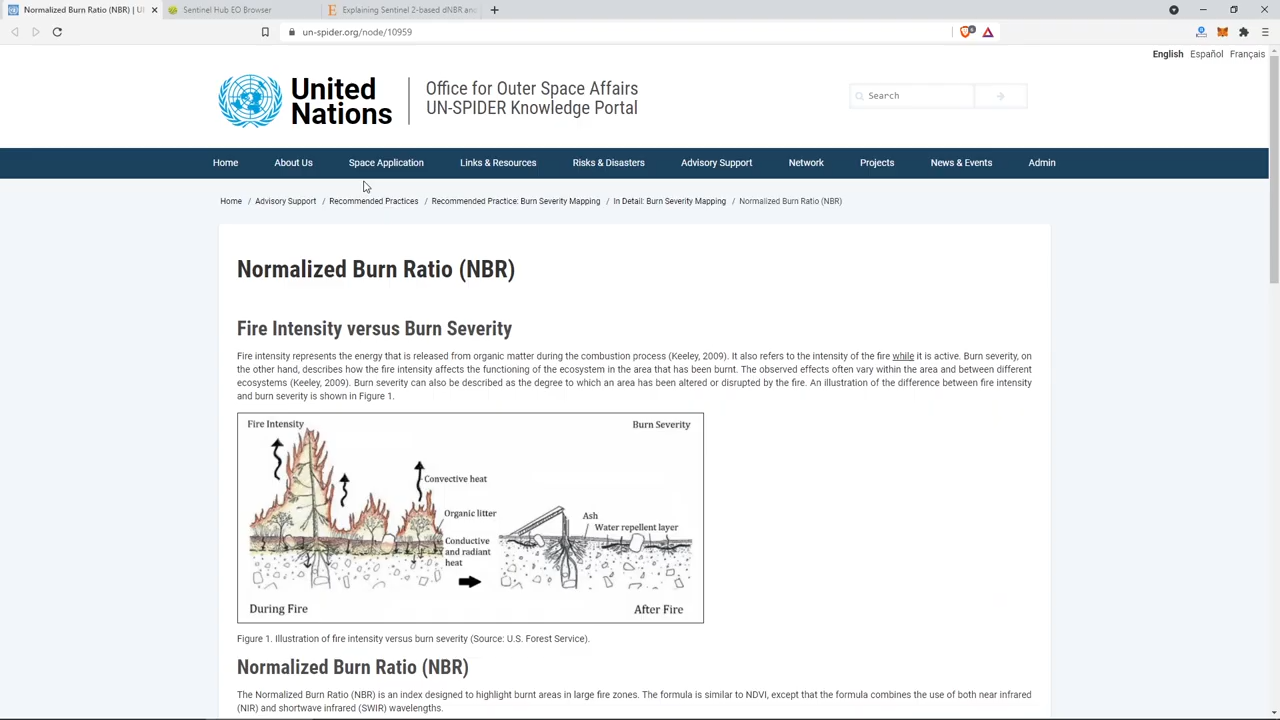 Normalized Burn Ratio (NBR) | U
Sentinel Hub EO Browser
Explaining Sentinel 2-based dNBR an
un-spider.org/node/10959
English Español Français
United
Nations
Office for Outer Space Affairs
UN-SPIDER Knowledge Portal
Search
Home About Us Space Application Links & Resources Risks & Disasters Advisory Support Network Projects News & Events Admin
Home / Advisory Support / Recommended Practices / Recommended Practice: Burn Severity Mapping / In Detail: Burn Severity Mapping / Normalized Burn Ratio (NBR)
Normalized Burn Ratio (NBR)
Fire Intensity versus Burn Severity
Fire intensity represents the energy that is released from organic matter during the combustion process (Keeley, 2009). It also refers to the intensity of the fire while it is active. Burn severity, on
the other hand, describes how the fire intensity affects the functioning of the ecosystem in the area that has been burnt. The observed effects often vary within the area and between different
ecosystems (Keeley, 2009). Burn severity can also be described as the degree to which an area has been altered or disrupted by the fire. An illustration of the difference between fire intensity
and burn severity is shown in Figure 1.
Fire Intensity
Burn Severity
Convective heat
Organic litter
Conductive
and radiant
heat
Ash
Water repellent layer
During Fire
After Fire
Figure 1. Illustration of fire intensity versus burn severity (Source: U.S. Forest Service).
Normalized Burn Ratio (NBR)
The Normalized Burn Ratio (NBR) is an index designed to highlight burnt areas in large fire zones. The formula is similar to NDVI, except that the formula combines the use of both near infrared
(NIR) and shortwave infrared (SWIR) wavelengths.